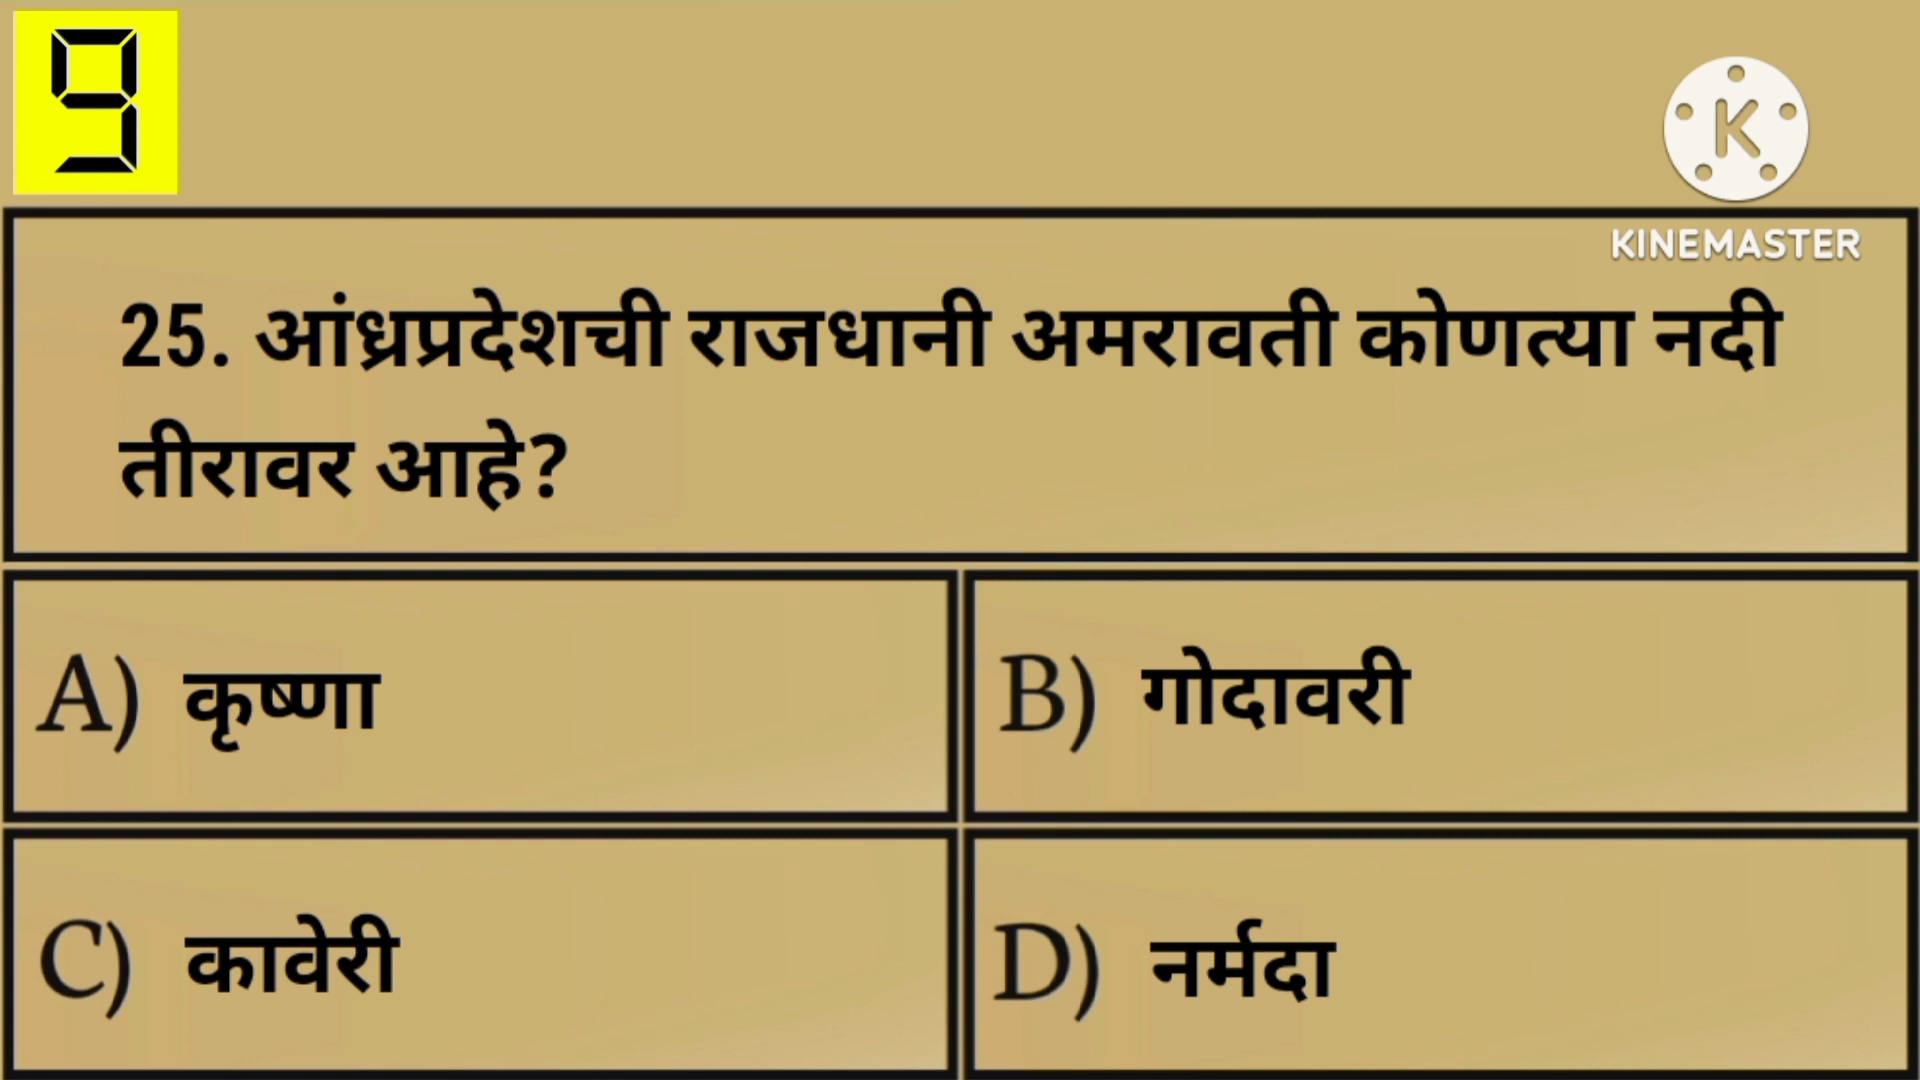 9
K
KINEMASTER
25. आंध्रप्रदेशची राजधानी अमरावती कोणत्या नदी
तीरावर आहे?
A) कृष्णा
B) गोदावरी
C) कावेरी
D) नर्मदा